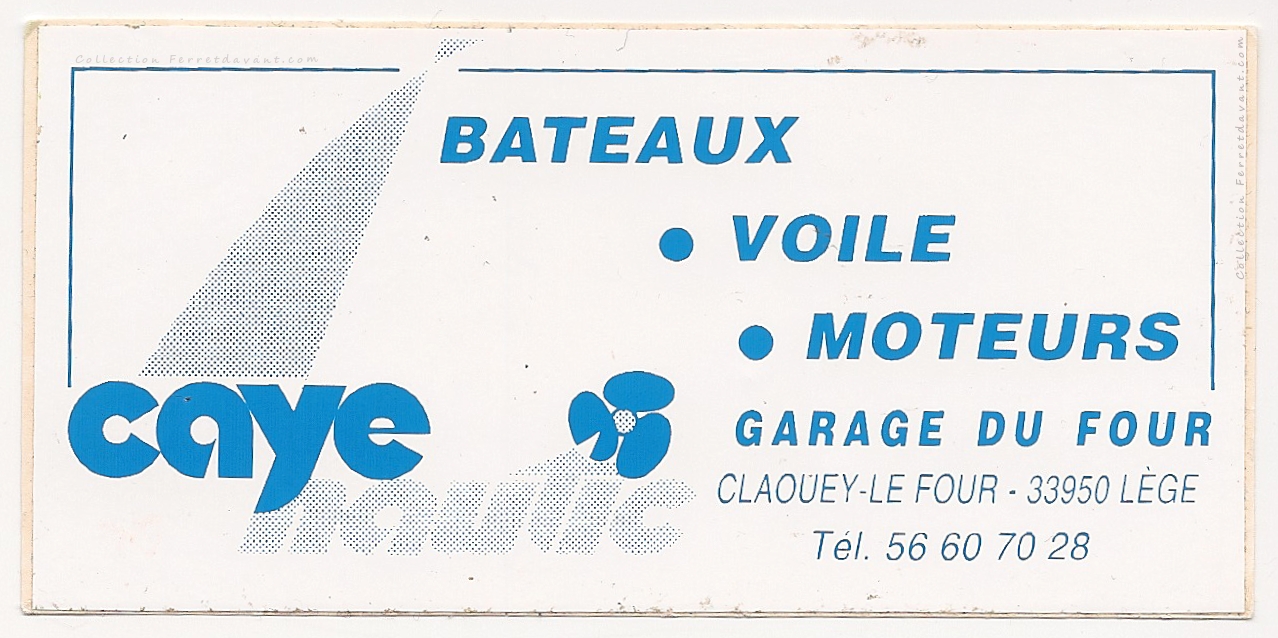 Collection Ferretdavant.com
BATEAUX
• VOILE
• MOTEURS
caye
nautic
GARAGE DU FOUR
CLAOUEY-LE FOUR - 33950 LÈGE
Tél. 56 60 70 28
Collection Ferretdavant.com